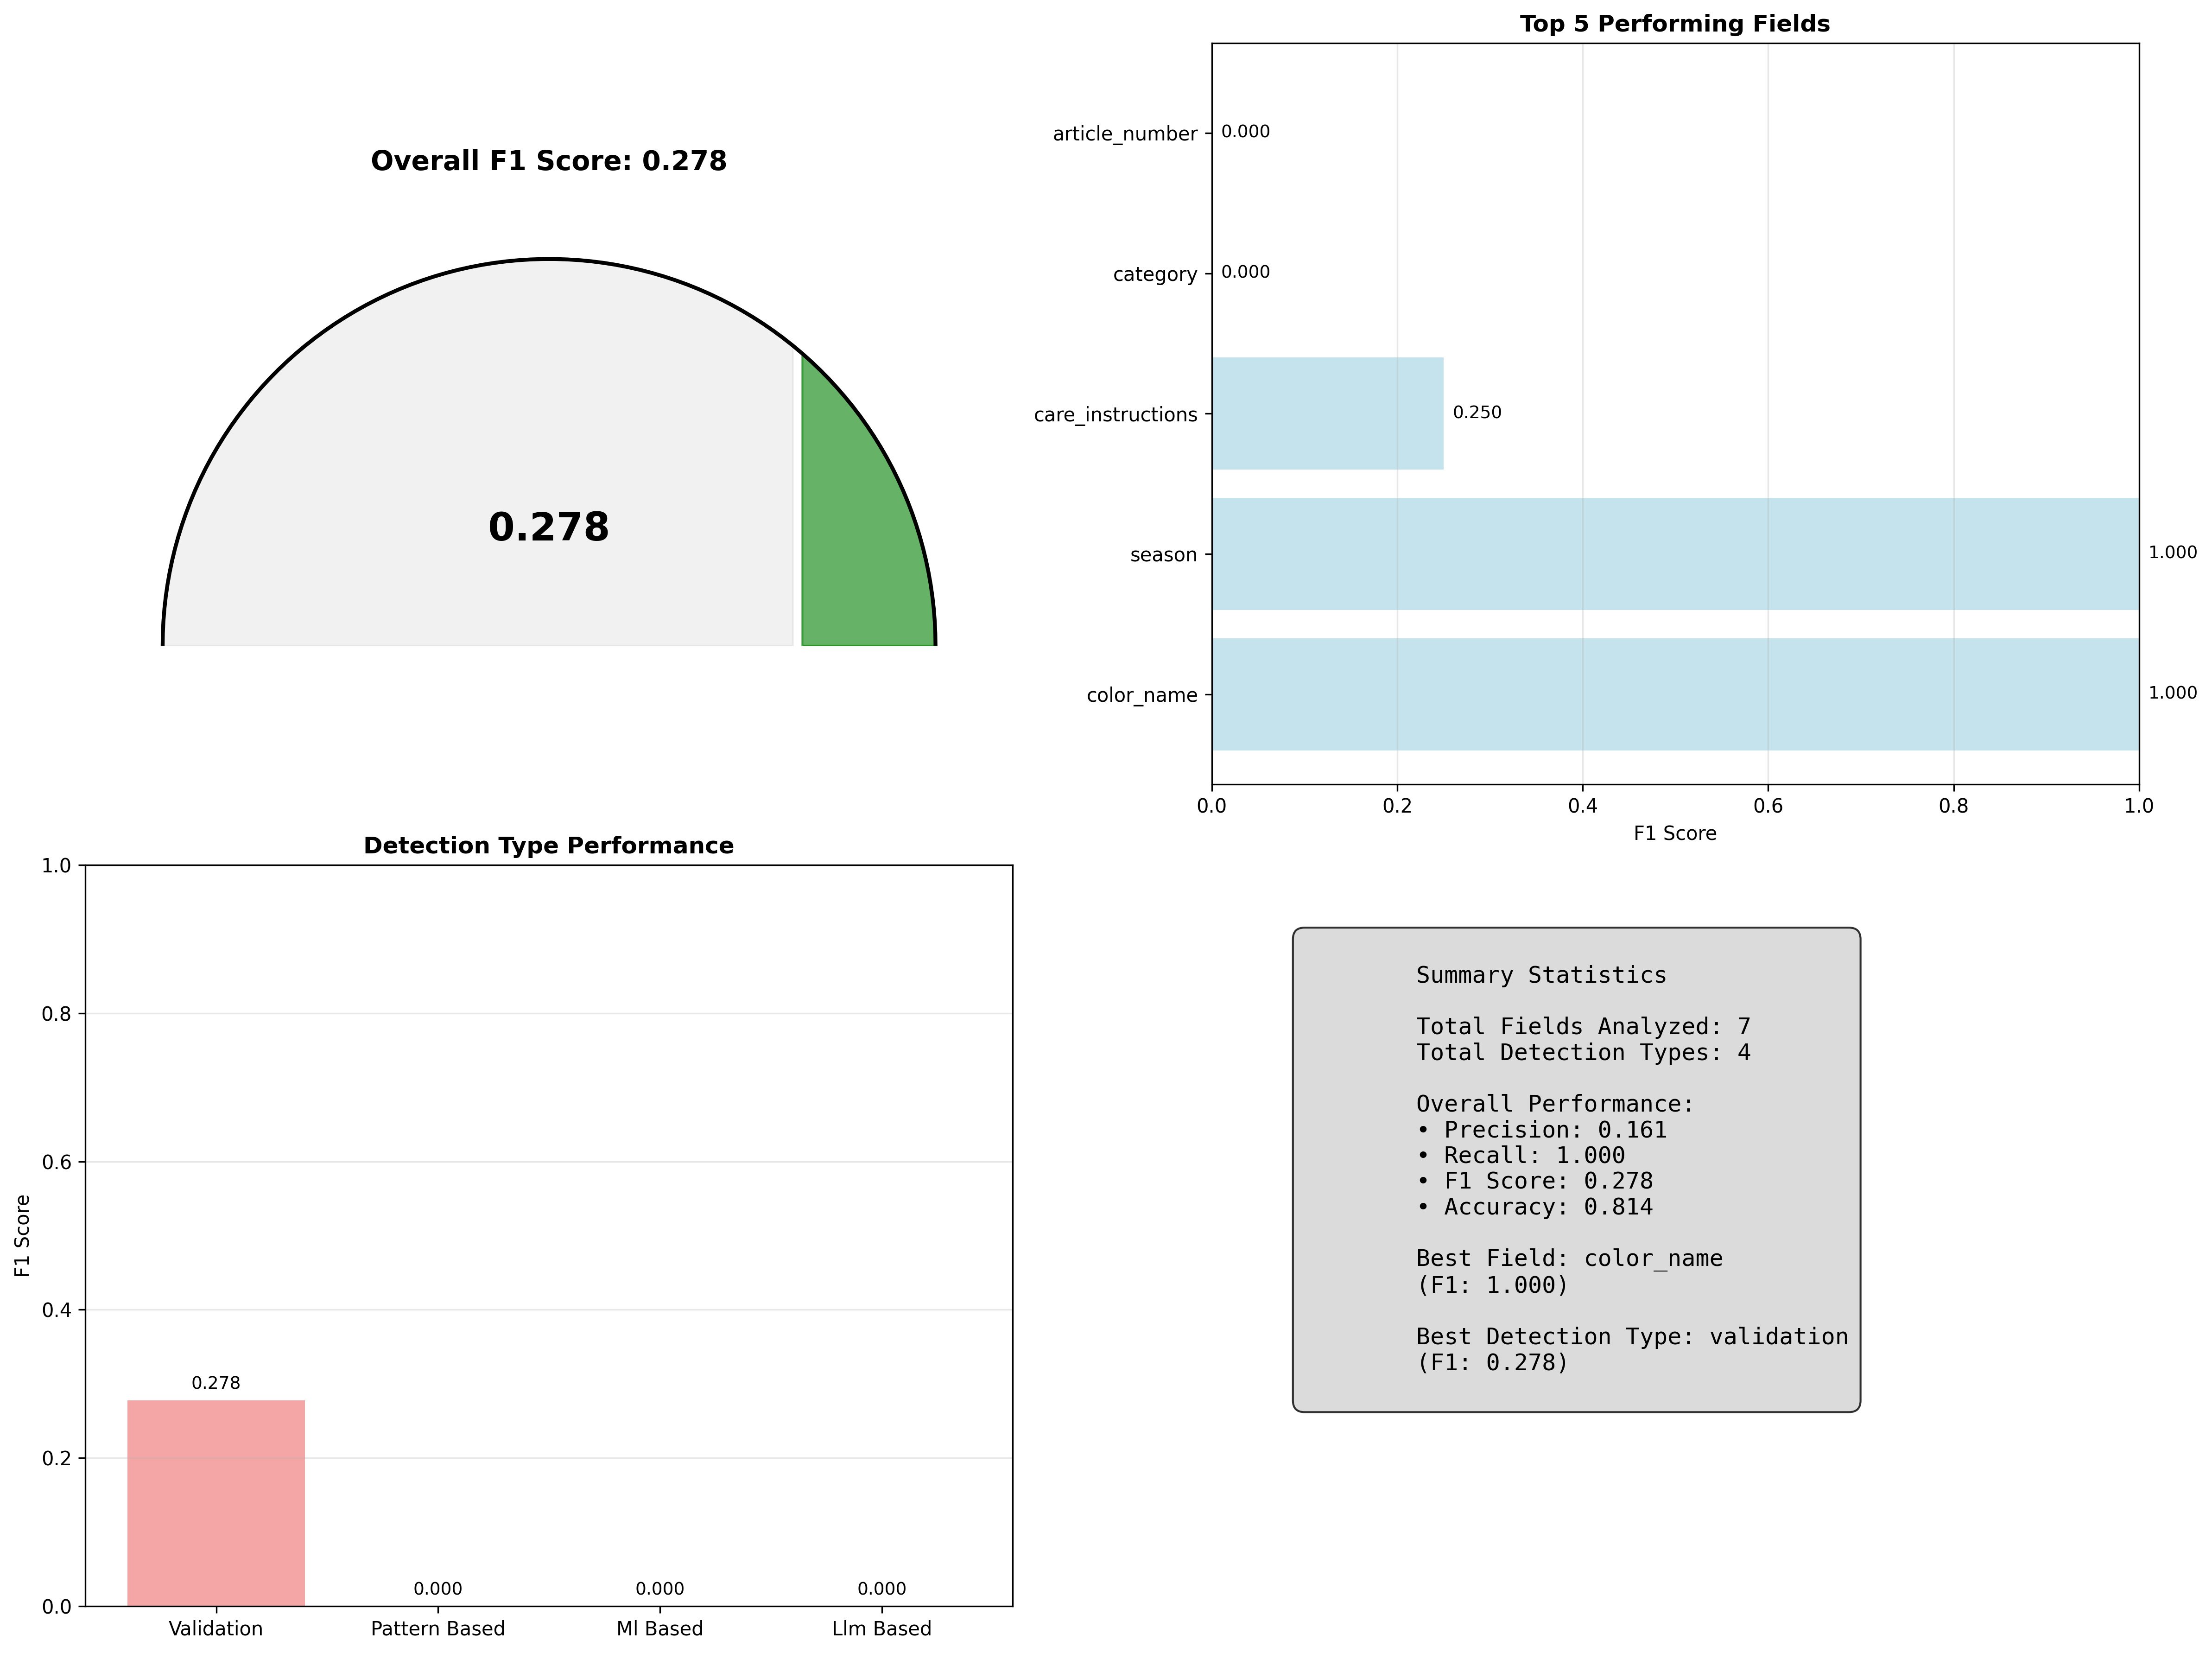 Overall F1 Score: 0.278
0.278
Top 5 Performing Fields
article_number
0.000
category
0.000
care_instructions
0.250
season
1.000
color_name
1.000
0.0 0.2 0.4 0.6 0.8 1.0
F1 Score
Detection Type Performance
1.0
0.8
0.6
0.4
0.2
0.0
F1 Score
0.278
0.000
0.000
0.000
Validation Pattern Based Ml Based Llm Based
Summary Statistics
Total Fields Analyzed: 7
Total Detection Types: 4
Overall Performance:
• Precision: 0.161
• Recall: 1.000
• F1 Score: 0.278
• Accuracy: 0.814
Best Field: color_name
(F1: 1.000)
Best Detection Type: validation
(F1: 0.278)